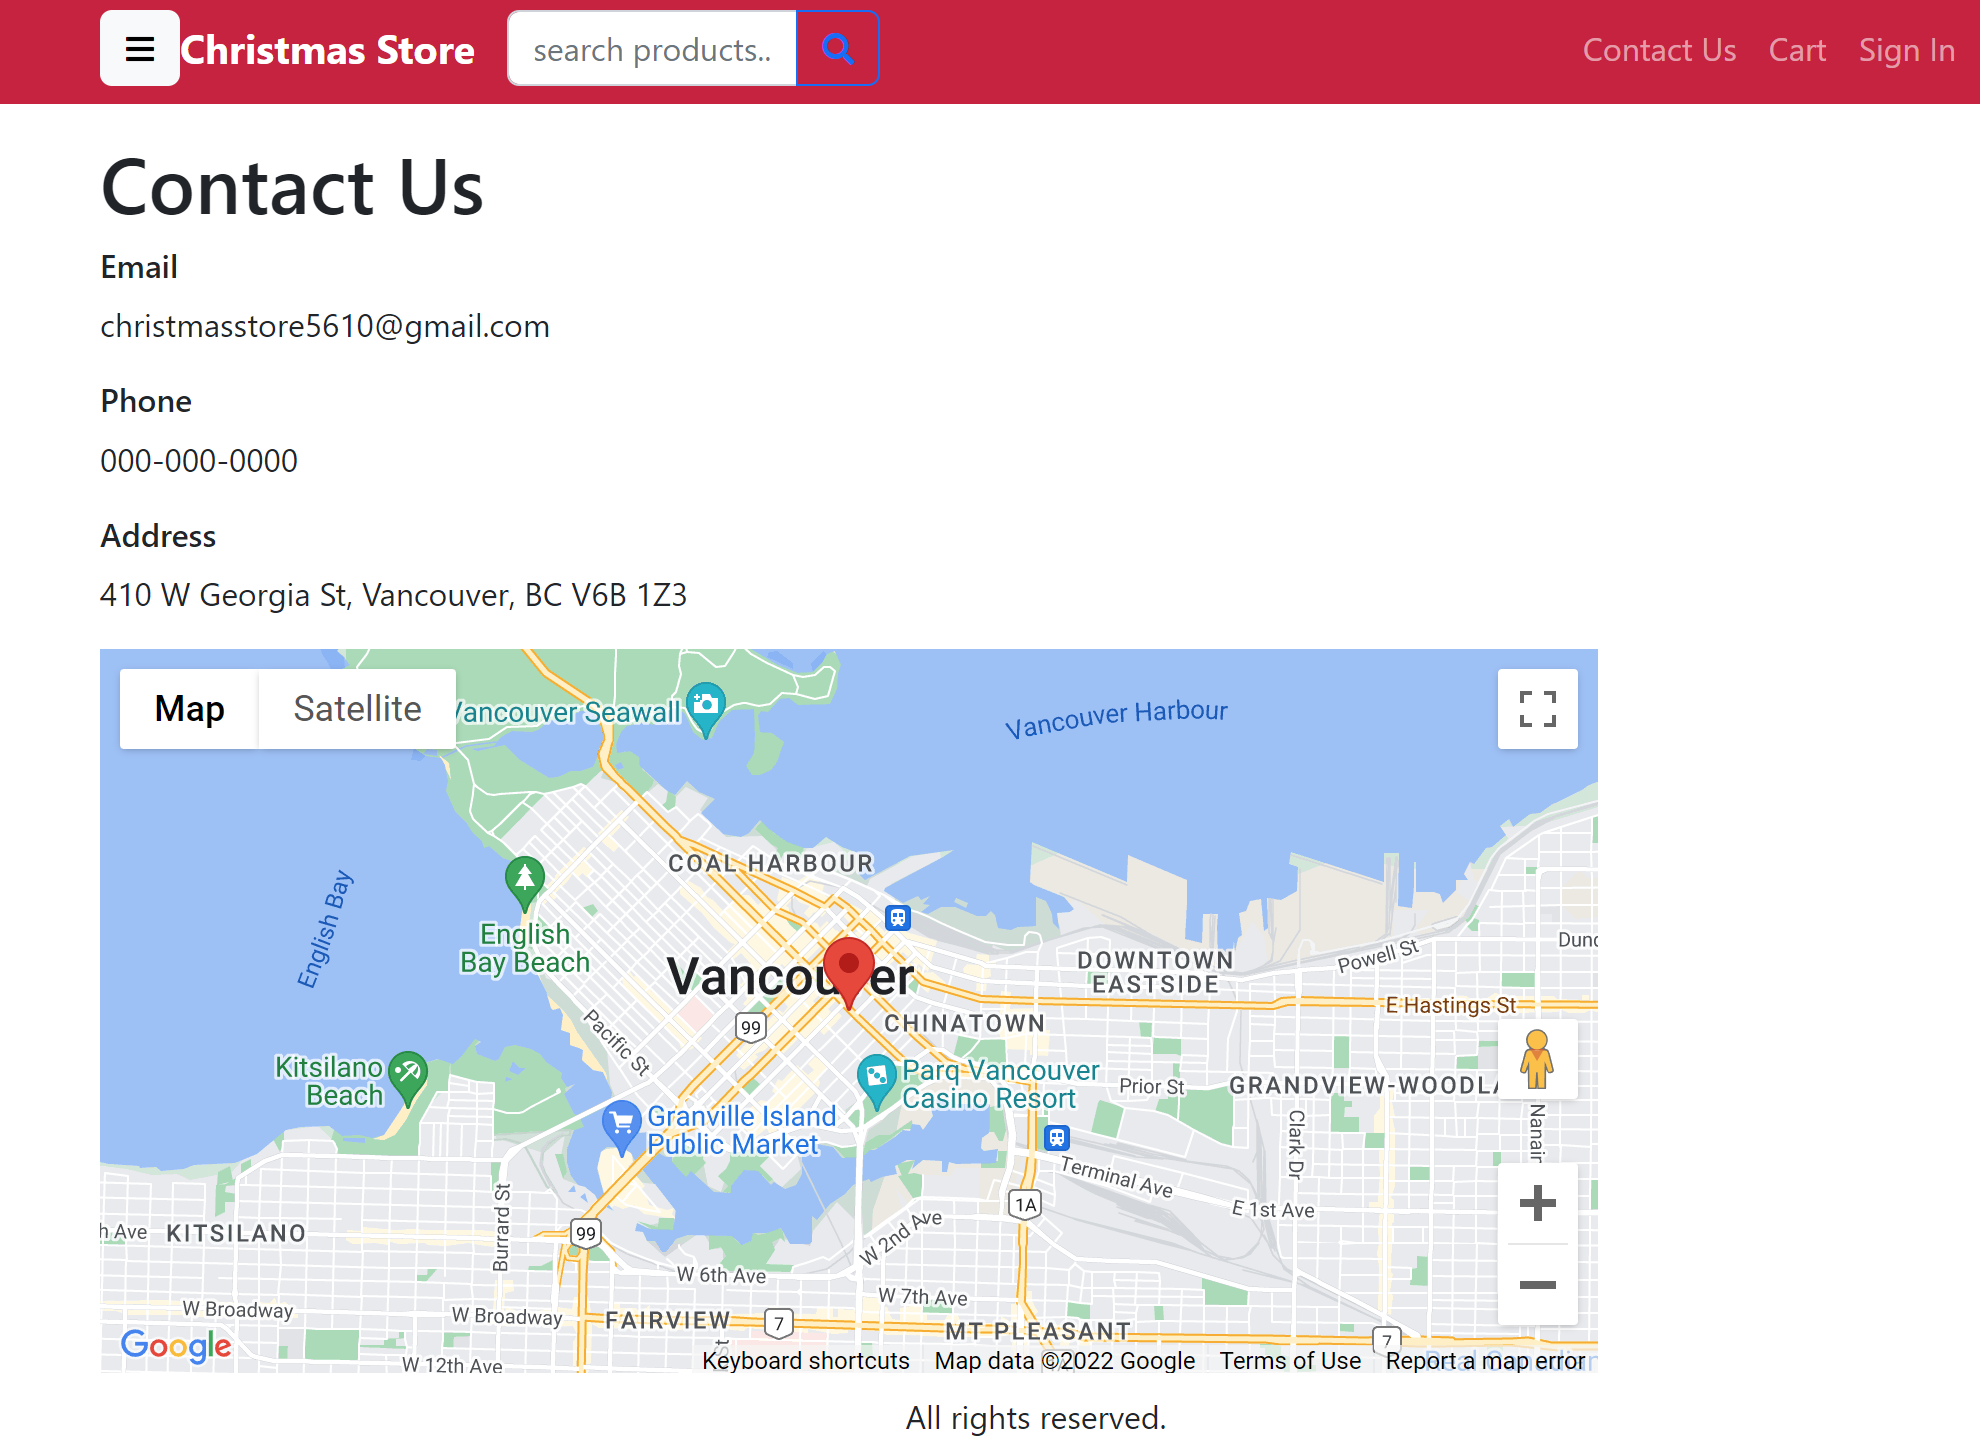 Christmas Store
search products..
Contact Us
Cart
Sign In
Contact Us
Email
christmasstore5610@gmail.com
Phone
000-000-0000
Address
410 W Georgia St, Vancouver, BC V6B 1Z3
Map
Satellite
Vancouver Seawall
Vancouver Harbour
COAL HARBOUR
English Bay
English
Bay Beach
Vancouver
DOWNTOWN
EASTSIDE
Powell St
E Hastings St
CHINATOWN
99
Pacific St
Kitsilano
Beach
Parq Vancouver
Casino Resort
Prior St
GRANDVIEW-WOODLA
Granville Island
Public Market
Clark Dr
Nanair
Terminal Ave
1A
E 1st Ave
Burrard St
h Ave
KITSILANO
99
W 2nd Ave
W 6th Ave
W 7th Ave
W Broadway
W Broadway
FAIRVIEW
7
MT PLEASANT
7
Google
W 12th Ave
St
Keyboard shortcuts
Map data ©2022 Google
Terms of Use
Report a map error
All rights reserved.